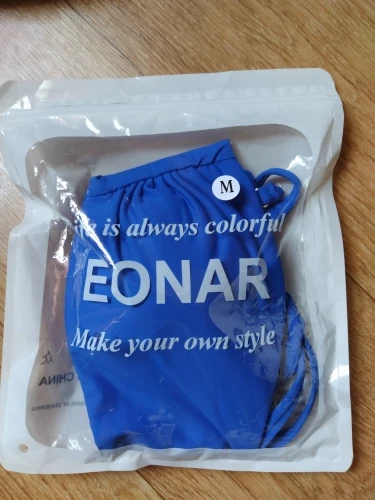 M
is always colorful
EONAR
Make your own style
CHINA